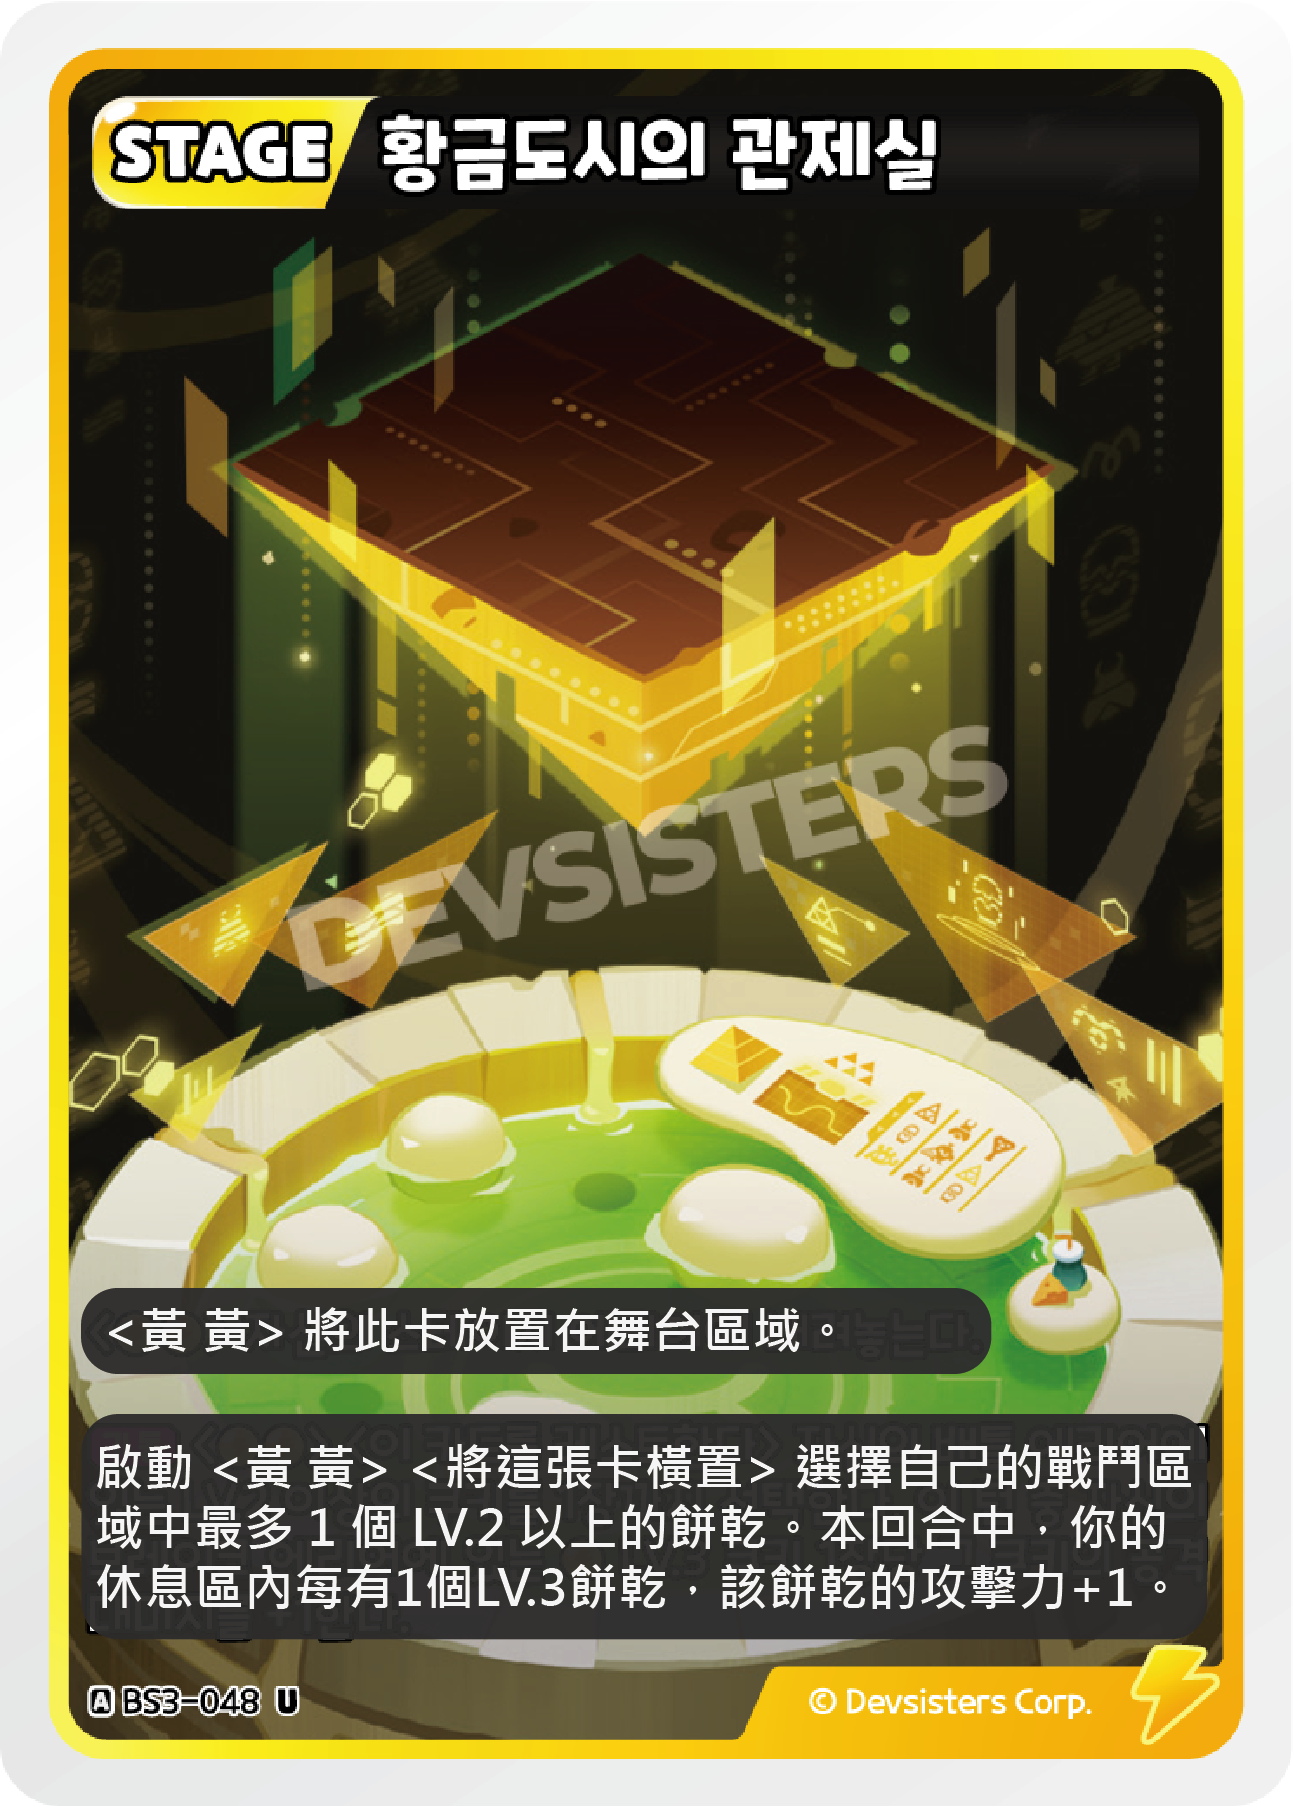 STAGE 황금도시의 관제실
DEVSISTERS
<黃 黃> 將此卡放置在舞台區域。
啟動 <黃 黃> <將這張卡橫置> 選擇自己的戰鬥區
域中最多 1 個 LV.2 以上的餅乾。本回合中，你的
休息區內每有1個LV.3餅乾，該餅乾的攻擊力+1。
A BS3-048 U
© Devsisters Corp.